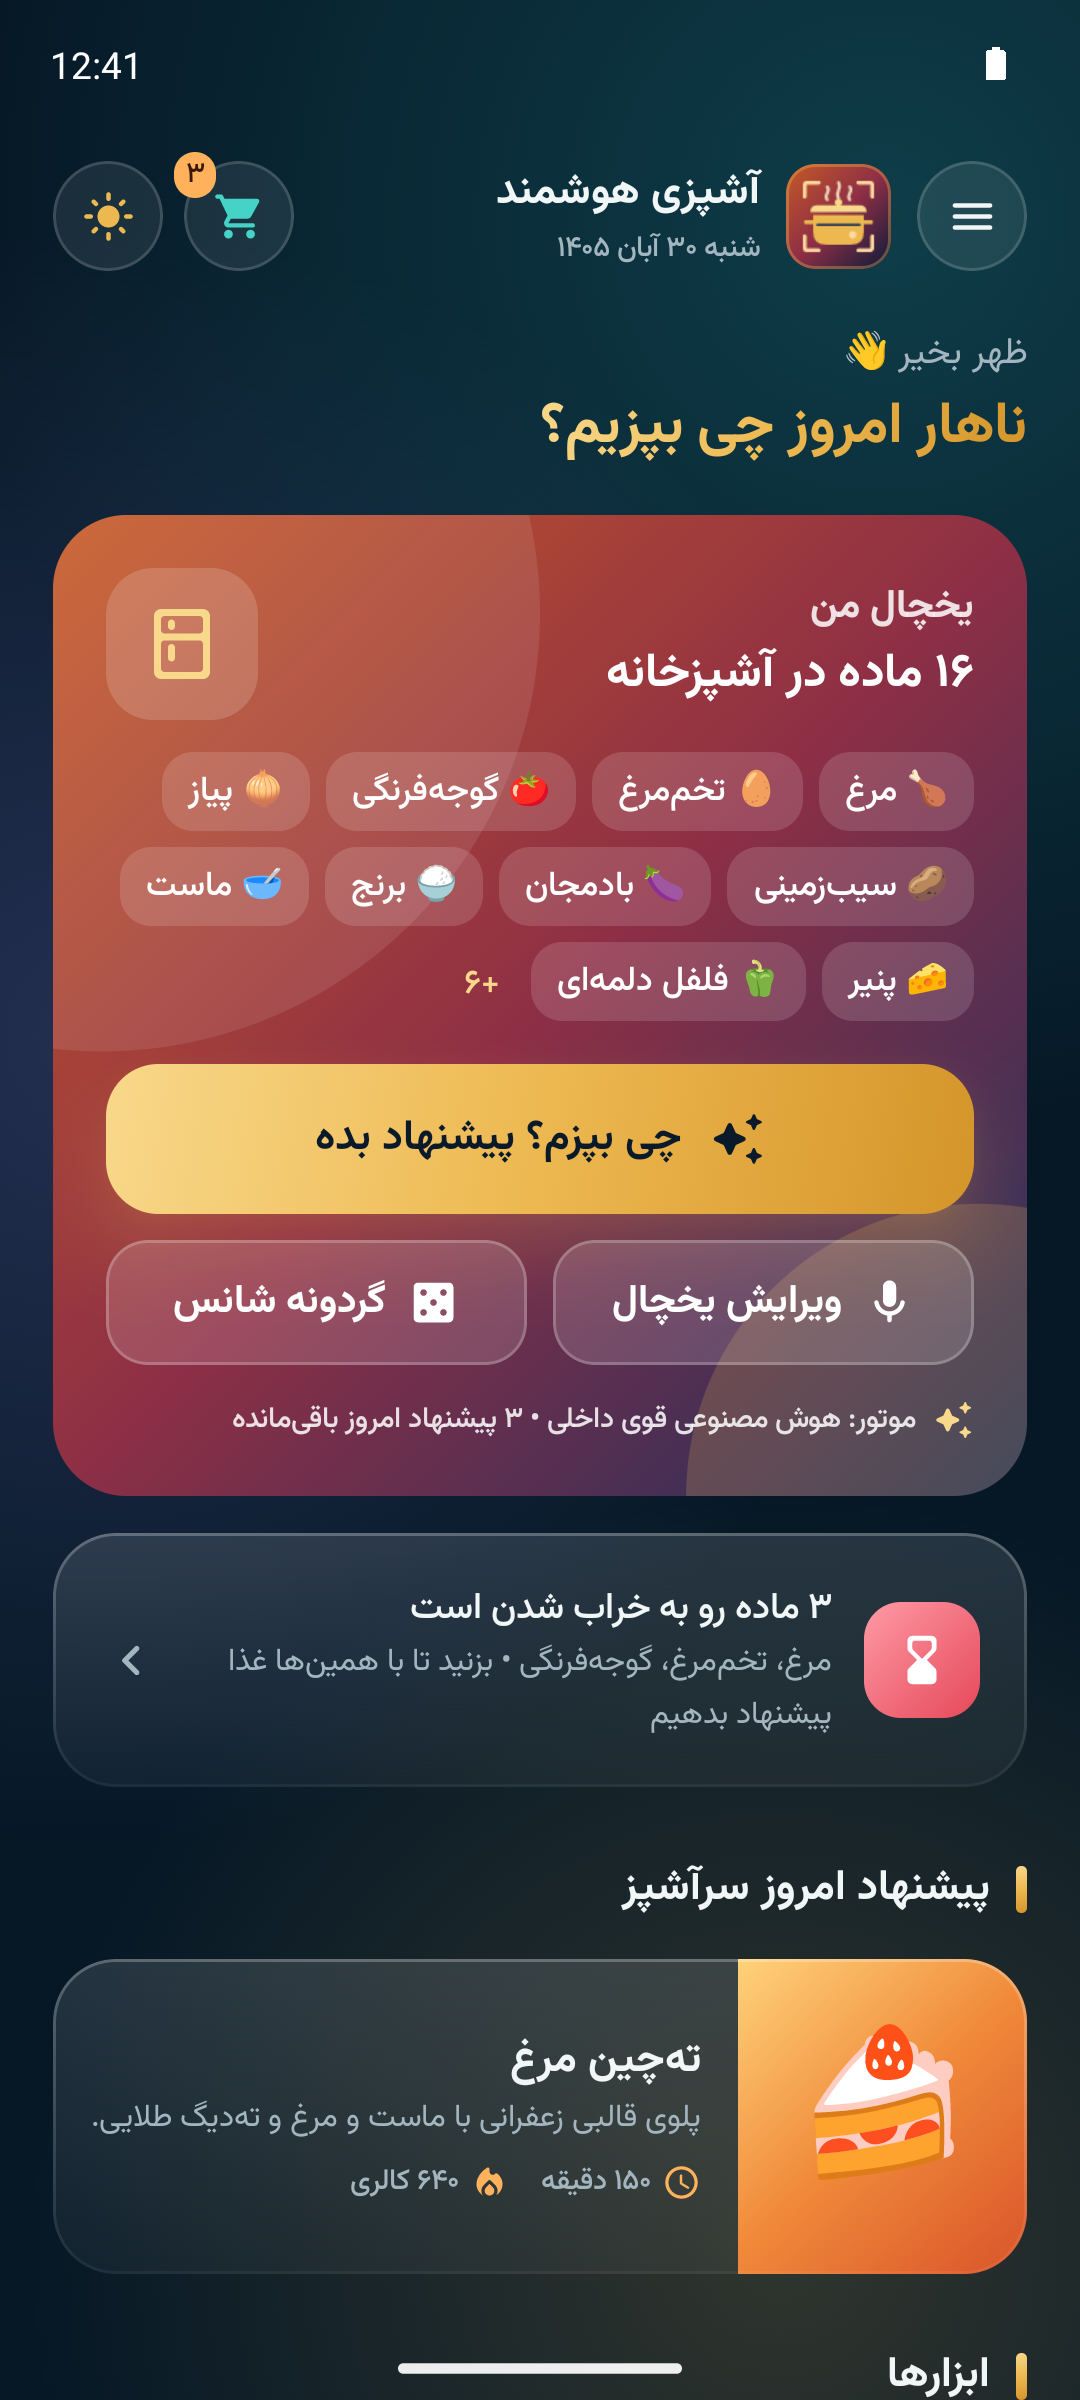 12:41
۳
آشپزی هوشمند
شنبه ۳۰ آبان ۱۴۰۵
ظهر بخیر 👋
ناهار امروز چی بپزیم؟
یخچال من
۱۶ ماده در آشپزخانه
🍗 مرغ 🥚 تخم‌مرغ 🍅 گوجه‌فرنگی 🧅 پیاز
🥔 سیب‌زمینی 🍆 بادمجان 🍚 برنج 🥣 ماست
🧀 پنیر 🫑 فلفل دلمه‌ای +۶
چی بپزم؟ پیشنهاد بده
ویرایش یخچال گردونه شانس
موتور: هوش مصنوعی قوی داخلی • ۳ پیشنهاد امروز باقی‌مانده
۳ ماده رو به خراب شدن است
مرغ، تخم‌مرغ، گوجه‌فرنگی • بزنید تا با همین‌ها غذا
پیشنهاد بدهیم
پیشنهاد امروز سرآشپز
ته‌چین مرغ
پلوی قالبی زعفرانی با ماست و مرغ و ته‌دیگ طلایی.
۱۵۰ دقیقه ۶۴۰ کالری
ابزارها